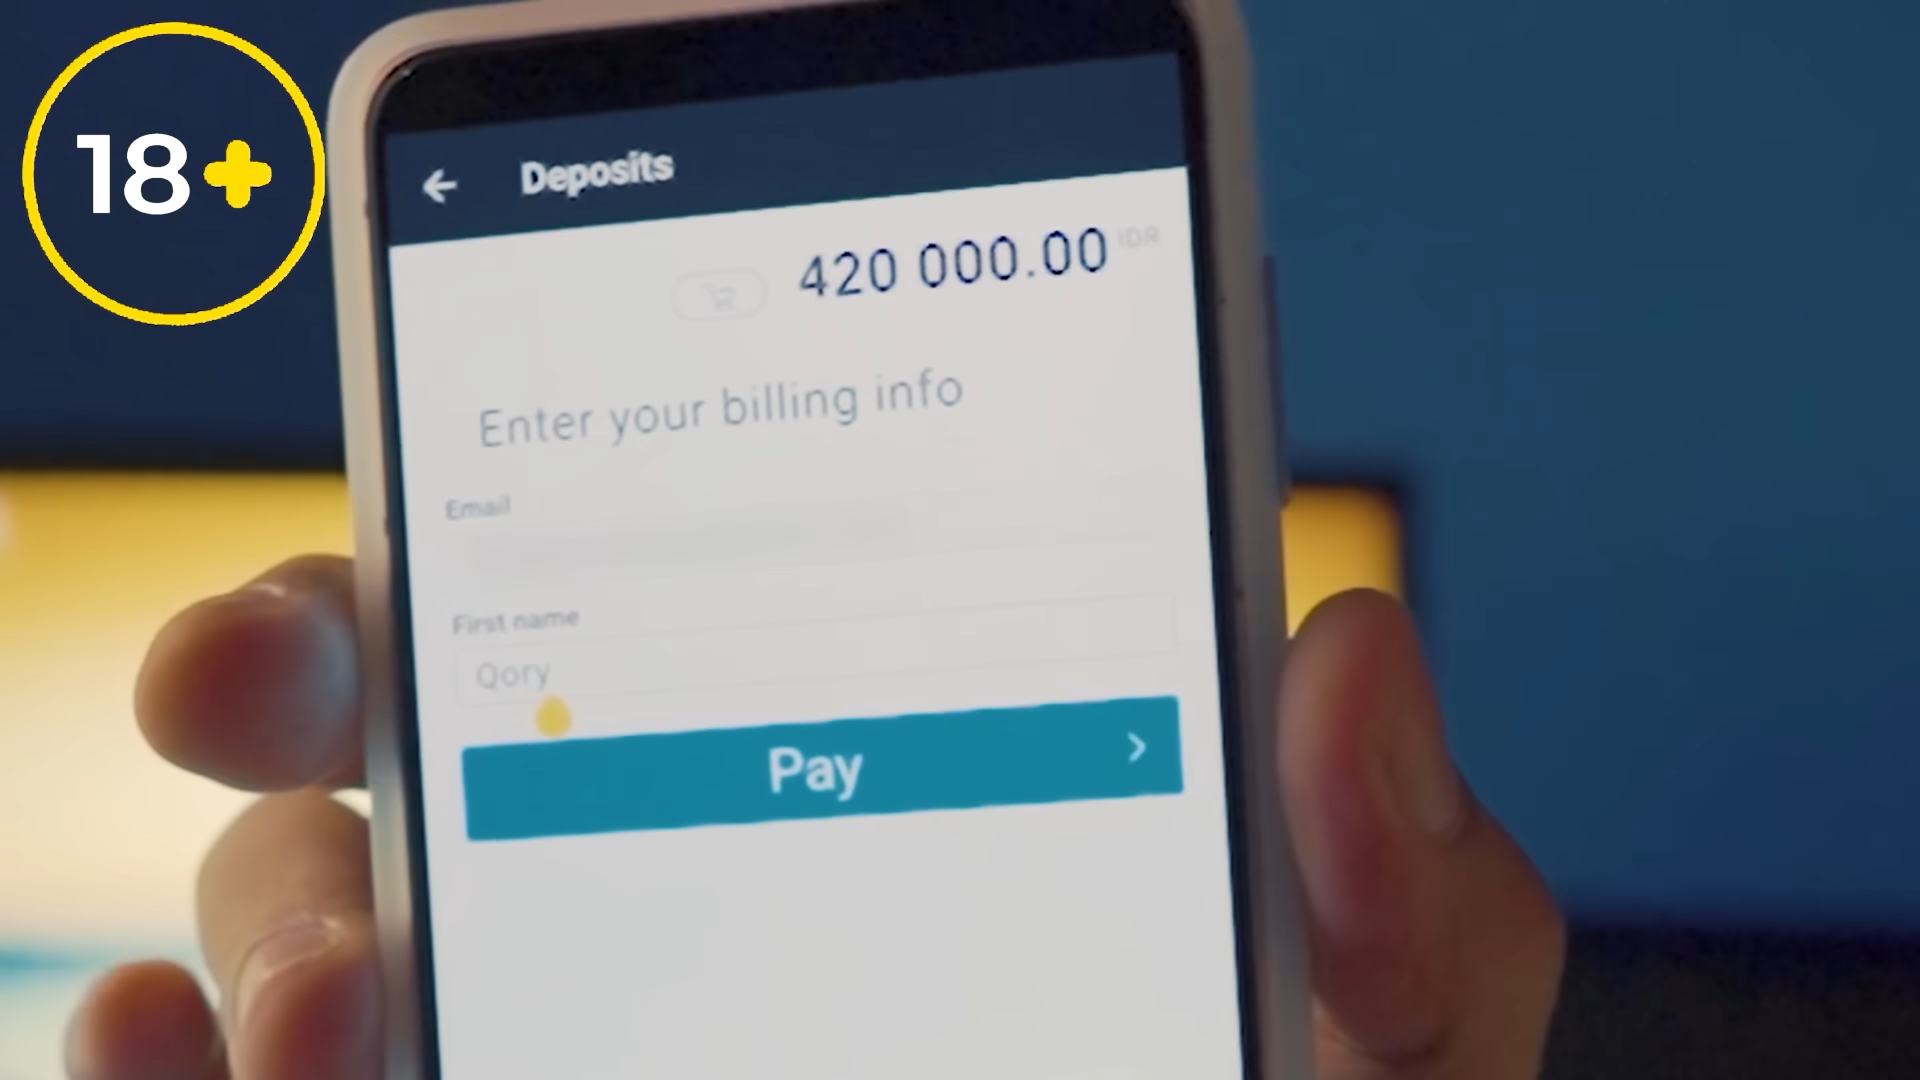 18+
Deposits
420 000.00 IDR
Enter your billing info
Email
First name
Qory
Pay